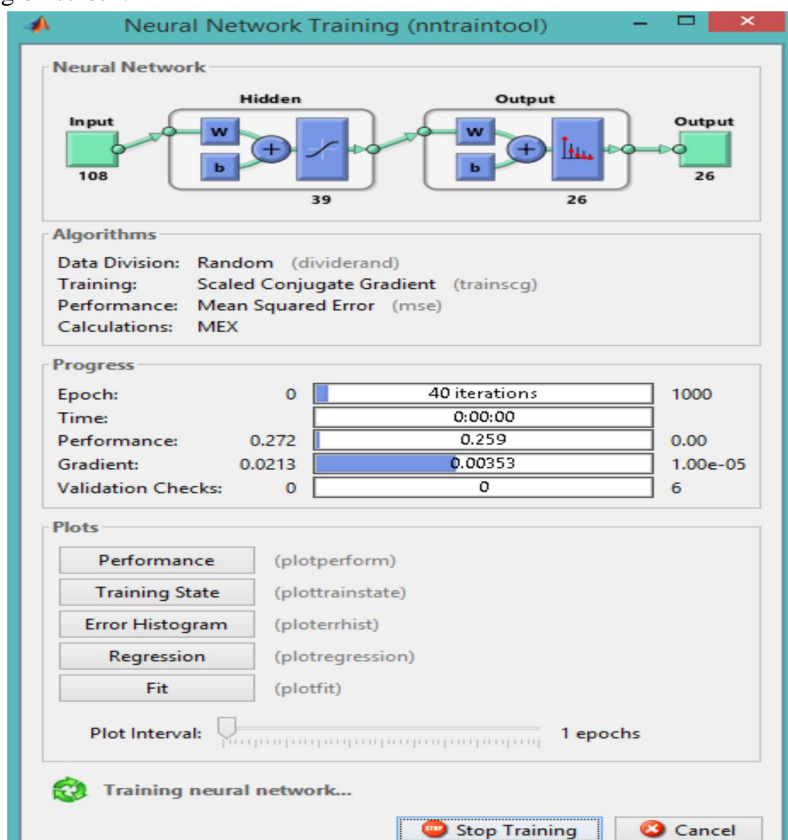 Neural Network Training (nntraintool)
Neural Network
Hidden
Output
Input
W
b
W
b
Output
108
39
26
26
Algorithms
Data Division: Random (dividerand)
Training: Scaled Conjugate Gradient (trainscg)
Performance: Mean Squared Error (mse)
Calculations: MEX
Progress
Epoch: 0 40 iterations 1000
Time: 0:00:00
Performance: 0.272 0.259 0.00
Gradient: 0.0213 0.00353 1.00e-05
Validation Checks: 0 0 6
Plots
Performance (plotperform)
Training State (plottrainstate)
Error Histogram (ploterrhist)
Regression (plotregression)
Fit (plotfit)
Plot Interval: 1 epochs
Training neural network...
STOP Stop Training Cancel